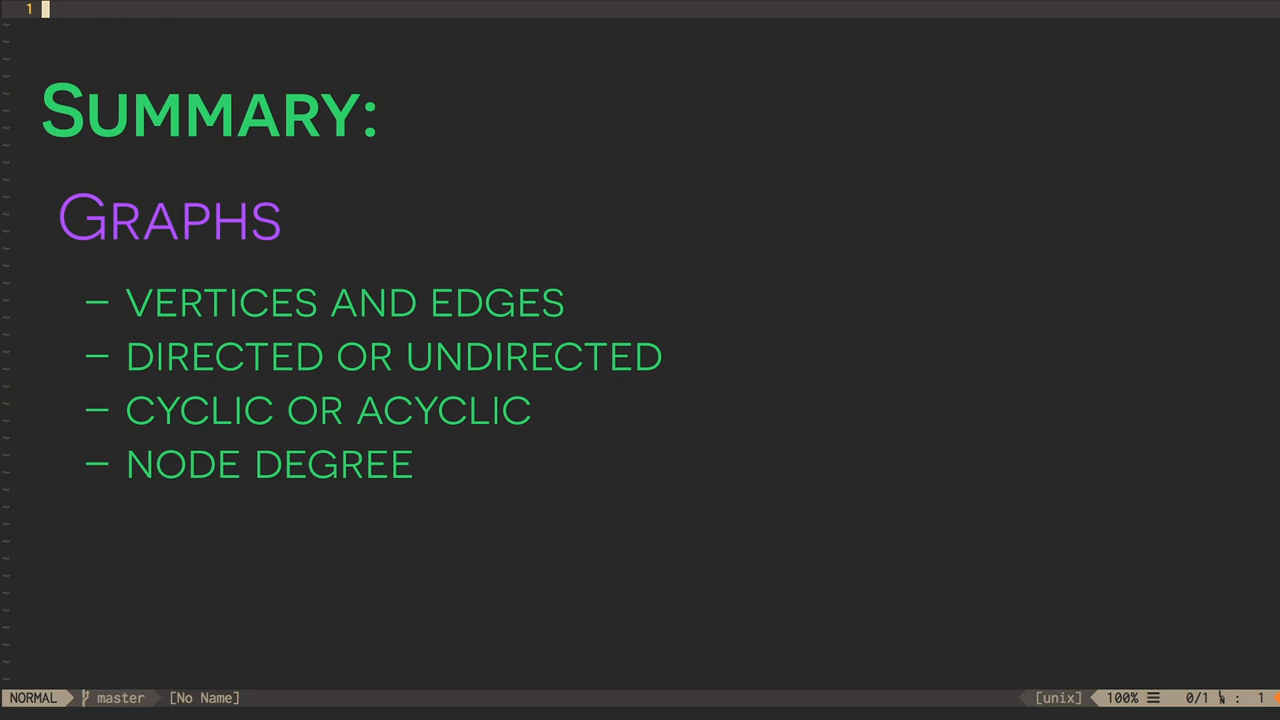 1
SUMMARY:
GRAPHS
– VERTICES AND EDGES
– DIRECTED OR UNDIRECTED
– CYCLIC OR ACYCLIC
– NODE DEGREE
NORMAL master [No Name] [unix] 100% ☰ 0/1 ㏑ : 1